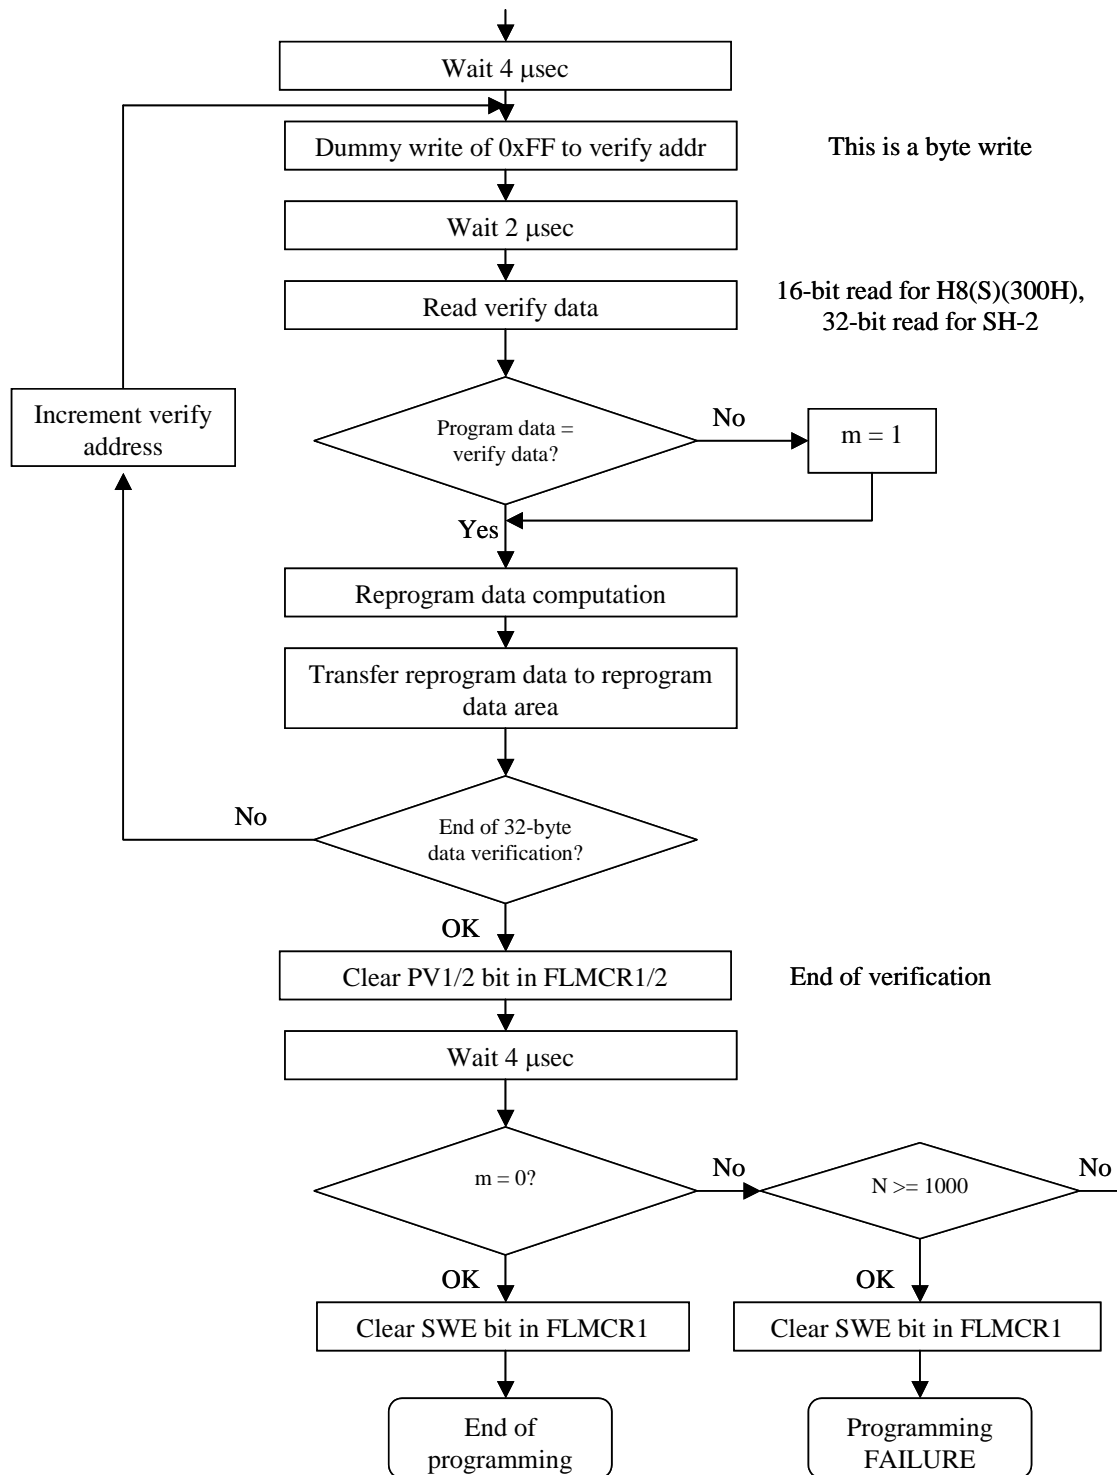 Wait 4 μsec
Dummy write of 0xFF to verify addr
This is a byte write
Wait 2 μsec
Read verify data
16-bit read for H8(S)(300H),
32-bit read for SH-2
Increment verify
address
Program data =
verify data?
No
m = 1
Yes
Reprogram data computation
Transfer reprogram data to reprogram
data area
No
End of 32-byte
data verification?
OK
Clear PV1/2 bit in FLMCR1/2
End of verification
Wait 4 μsec
m = 0?
No
N >= 1000
No
OK
OK
Clear SWE bit in FLMCR1
Clear SWE bit in FLMCR1
End of
programming
Programming
FAILURE